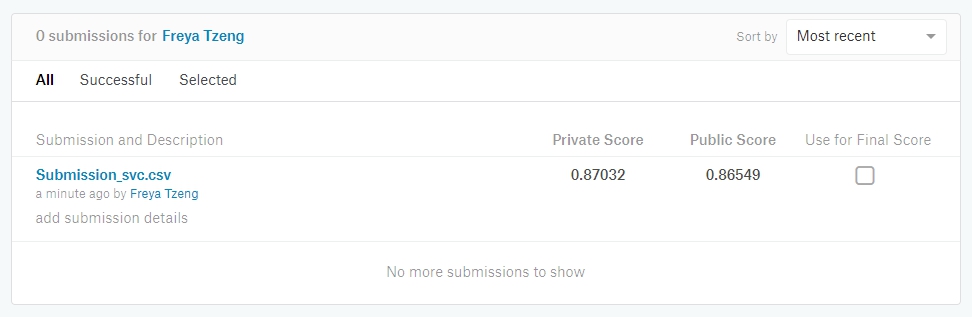 0 submissions for Freya Tzeng
Sort by Most recent
All Successful Selected
Submission and Description Private Score Public Score Use for Final Score
Submission_svc.csv 0.87032 0.86549
a minute ago by Freya Tzeng
add submission details
No more submissions to show